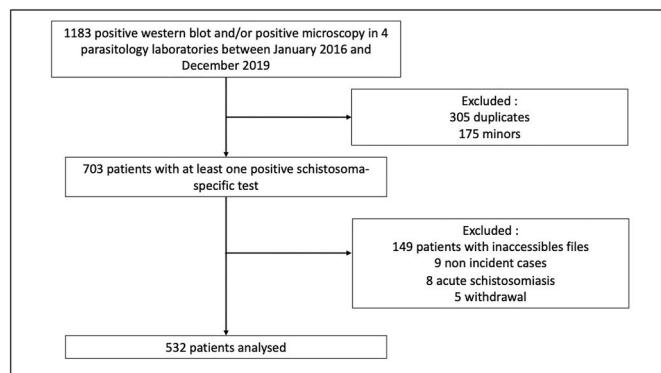 1183 positive western blot and/or positive microscopy in 4
parasitology laboratories between January 2016 and
December 2019
Excluded :
305 duplicates
175 minors
703 patients with at least one positive schistosoma-
specific test
Excluded :
149 patients with inaccessibles files
9 non incident cases
8 acute schistosomiasis
5 withdrawal
532 patients analysed